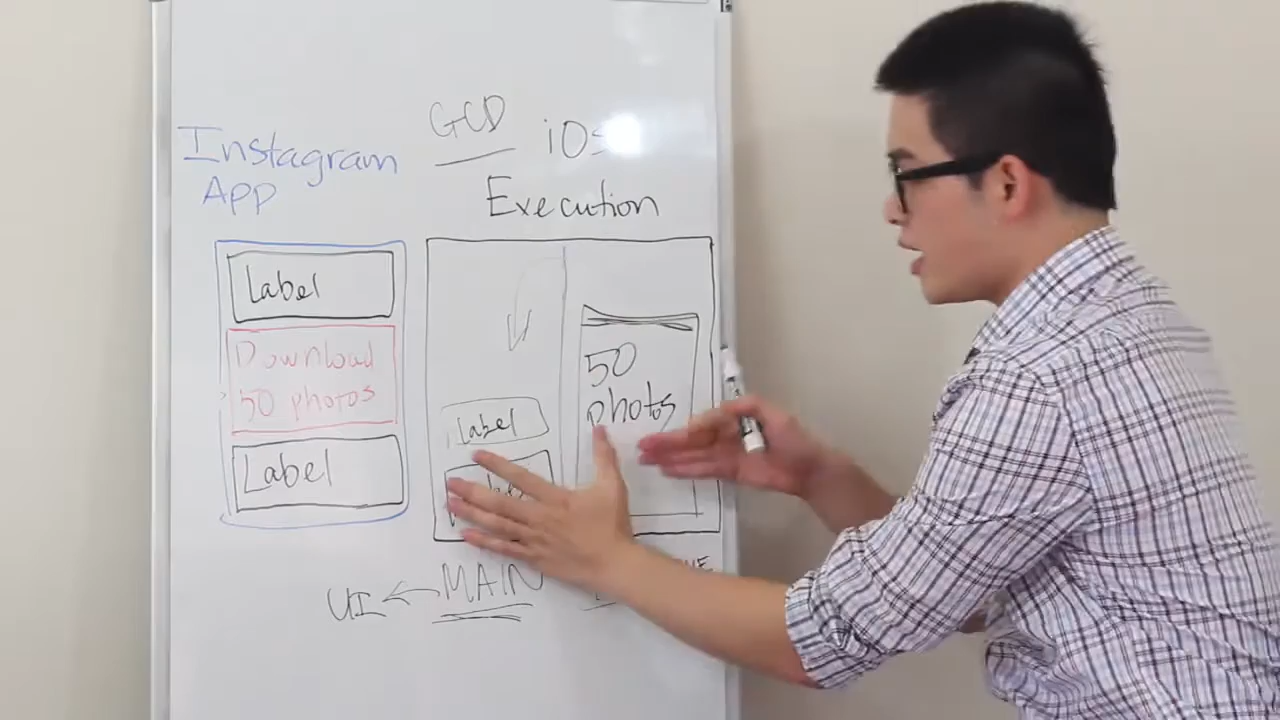 Instagram
App
GCD
iOS
Execution
Label
Download
50 photos
Label
Label
50
photos
UI ← MAIN